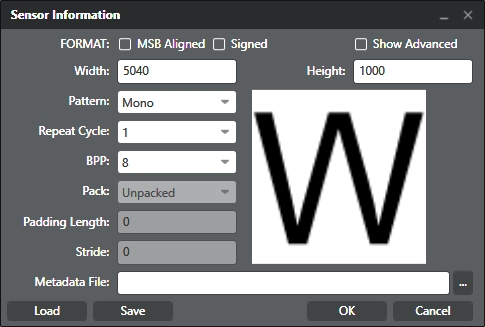 Sensor Information
FORMAT: MSB Aligned Signed Show Advanced
Width: 5040 Height: 1000
Pattern: Mono
Repeat Cycle: 1
BPP: 8
Pack: Unpacked
Padding Length: 0
Stride: 0
W
Metadata File: ...
Load Save OK Cancel